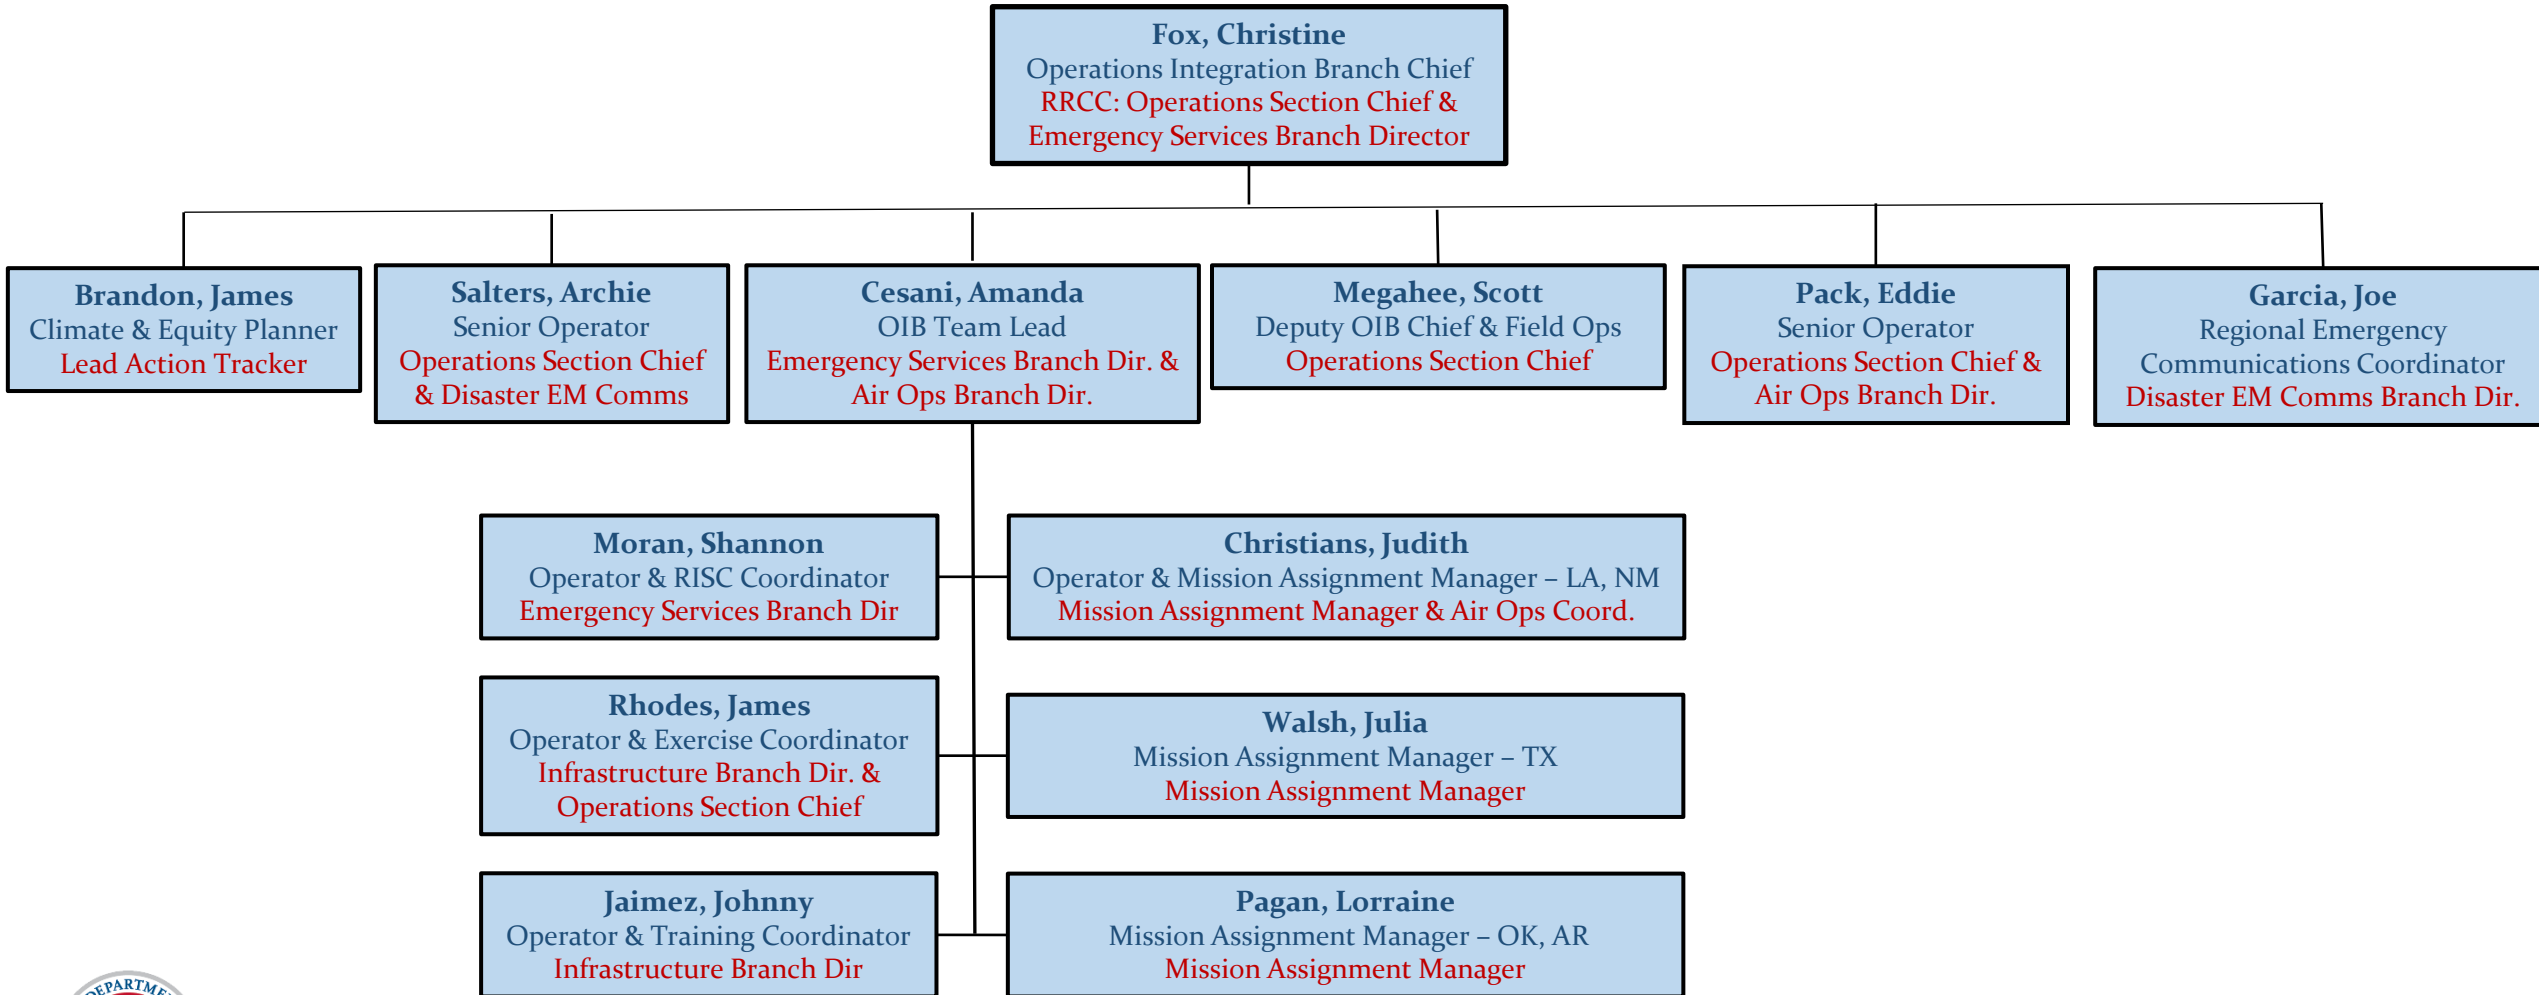 Fox, Christine
Operations Integration Branch Chief
RRCC: Operations Section Chief &
Emergency Services Branch Director
Brandon, James
Climate & Equity Planner
Lead Action Tracker
Salters, Archie
Senior Operator
Operations Section Chief
& Disaster EM Comms
Cesani, Amanda
OIB Team Lead
Emergency Services Branch Dir. &
Air Ops Branch Dir.
Megahee, Scott
Deputy OIB Chief & Field Ops
Operations Section Chief
Pack, Eddie
Senior Operator
Operations Section Chief &
Air Ops Branch Dir.
Garcia, Joe
Regional Emergency
Communications Coordinator
Disaster EM Comms Branch Dir.
Moran, Shannon
Operator & RISC Coordinator
Emergency Services Branch Dir
Christians, Judith
Operator & Mission Assignment Manager – LA, NM
Mission Assignment Manager & Air Ops Coord.
Rhodes, James
Operator & Exercise Coordinator
Infrastructure Branch Dir. &
Operations Section Chief
Walsh, Julia
Mission Assignment Manager – TX
Mission Assignment Manager
Jaimez, Johnny
Operator & Training Coordinator
Infrastructure Branch Dir
Pagan, Lorraine
Mission Assignment Manager – OK, AR
Mission Assignment Manager